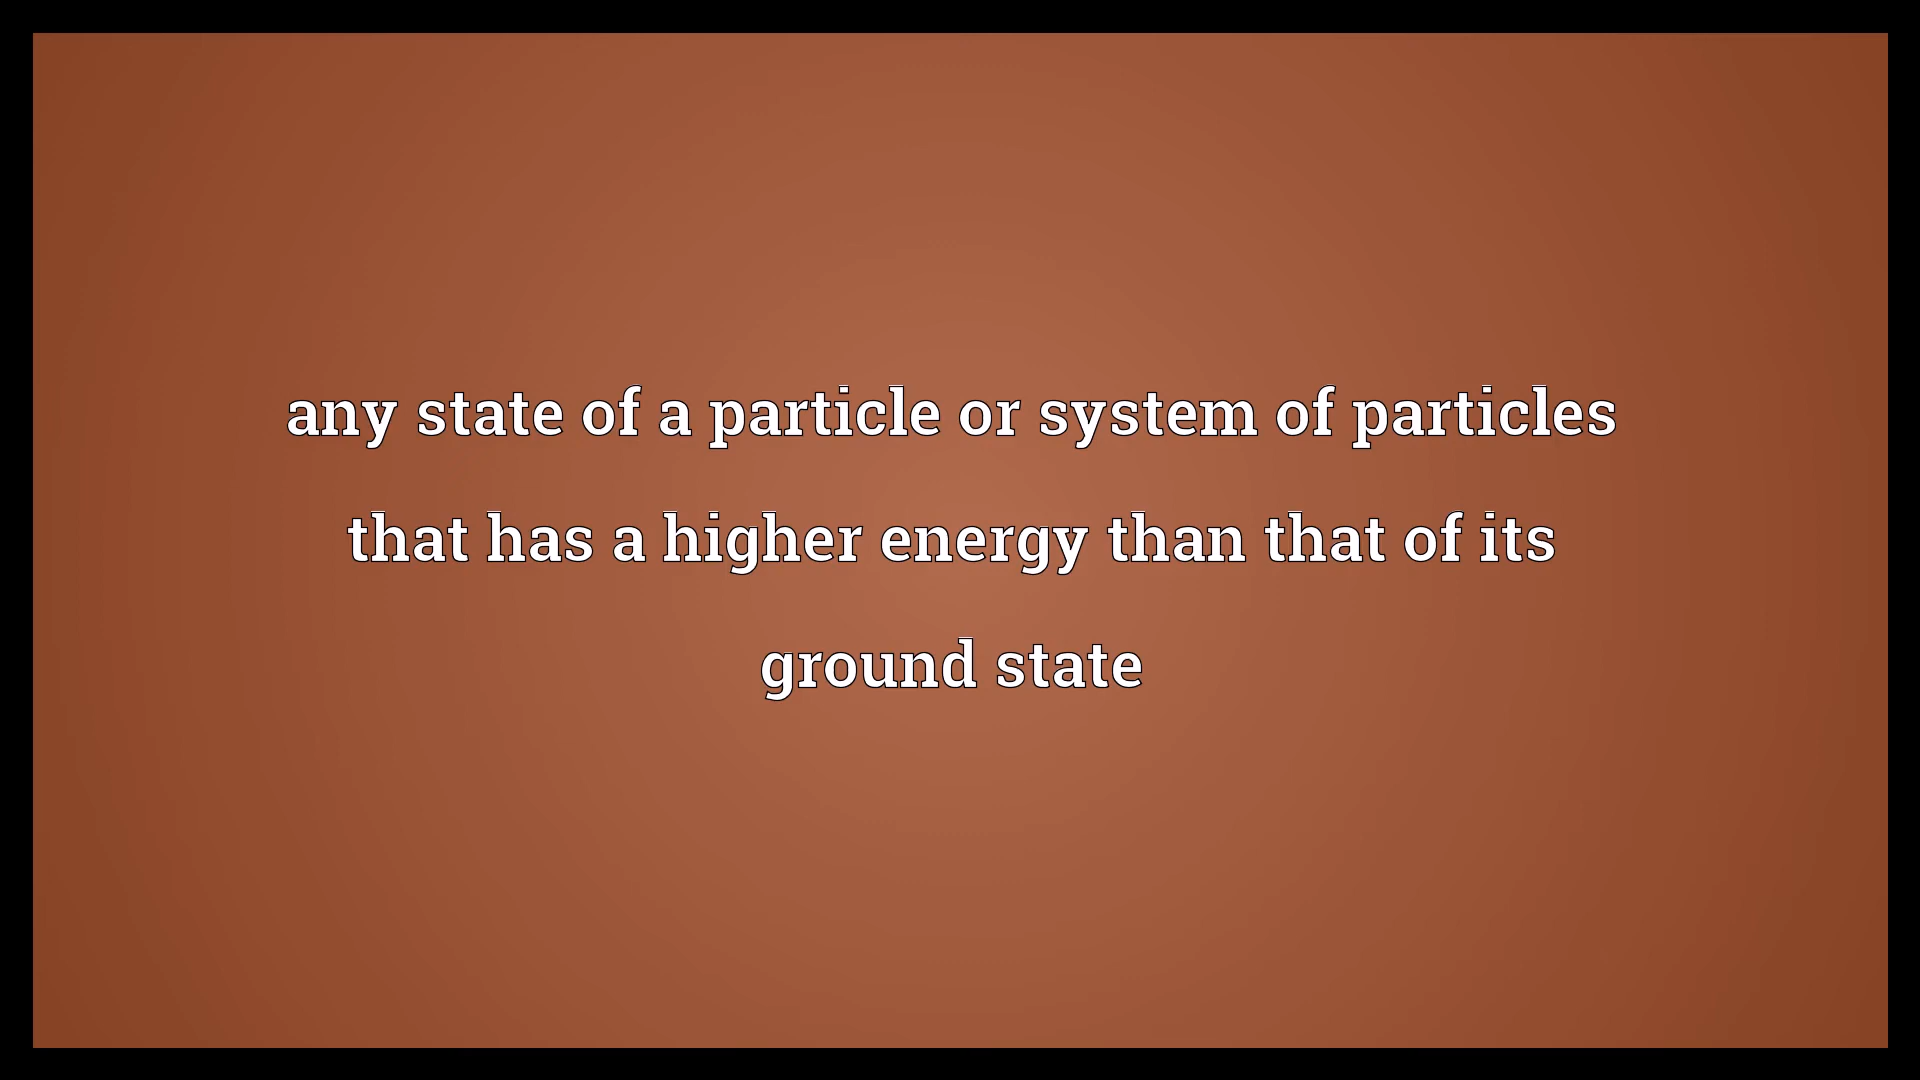 any state of a particle or system of particles
that has a higher energy than that of its
ground state